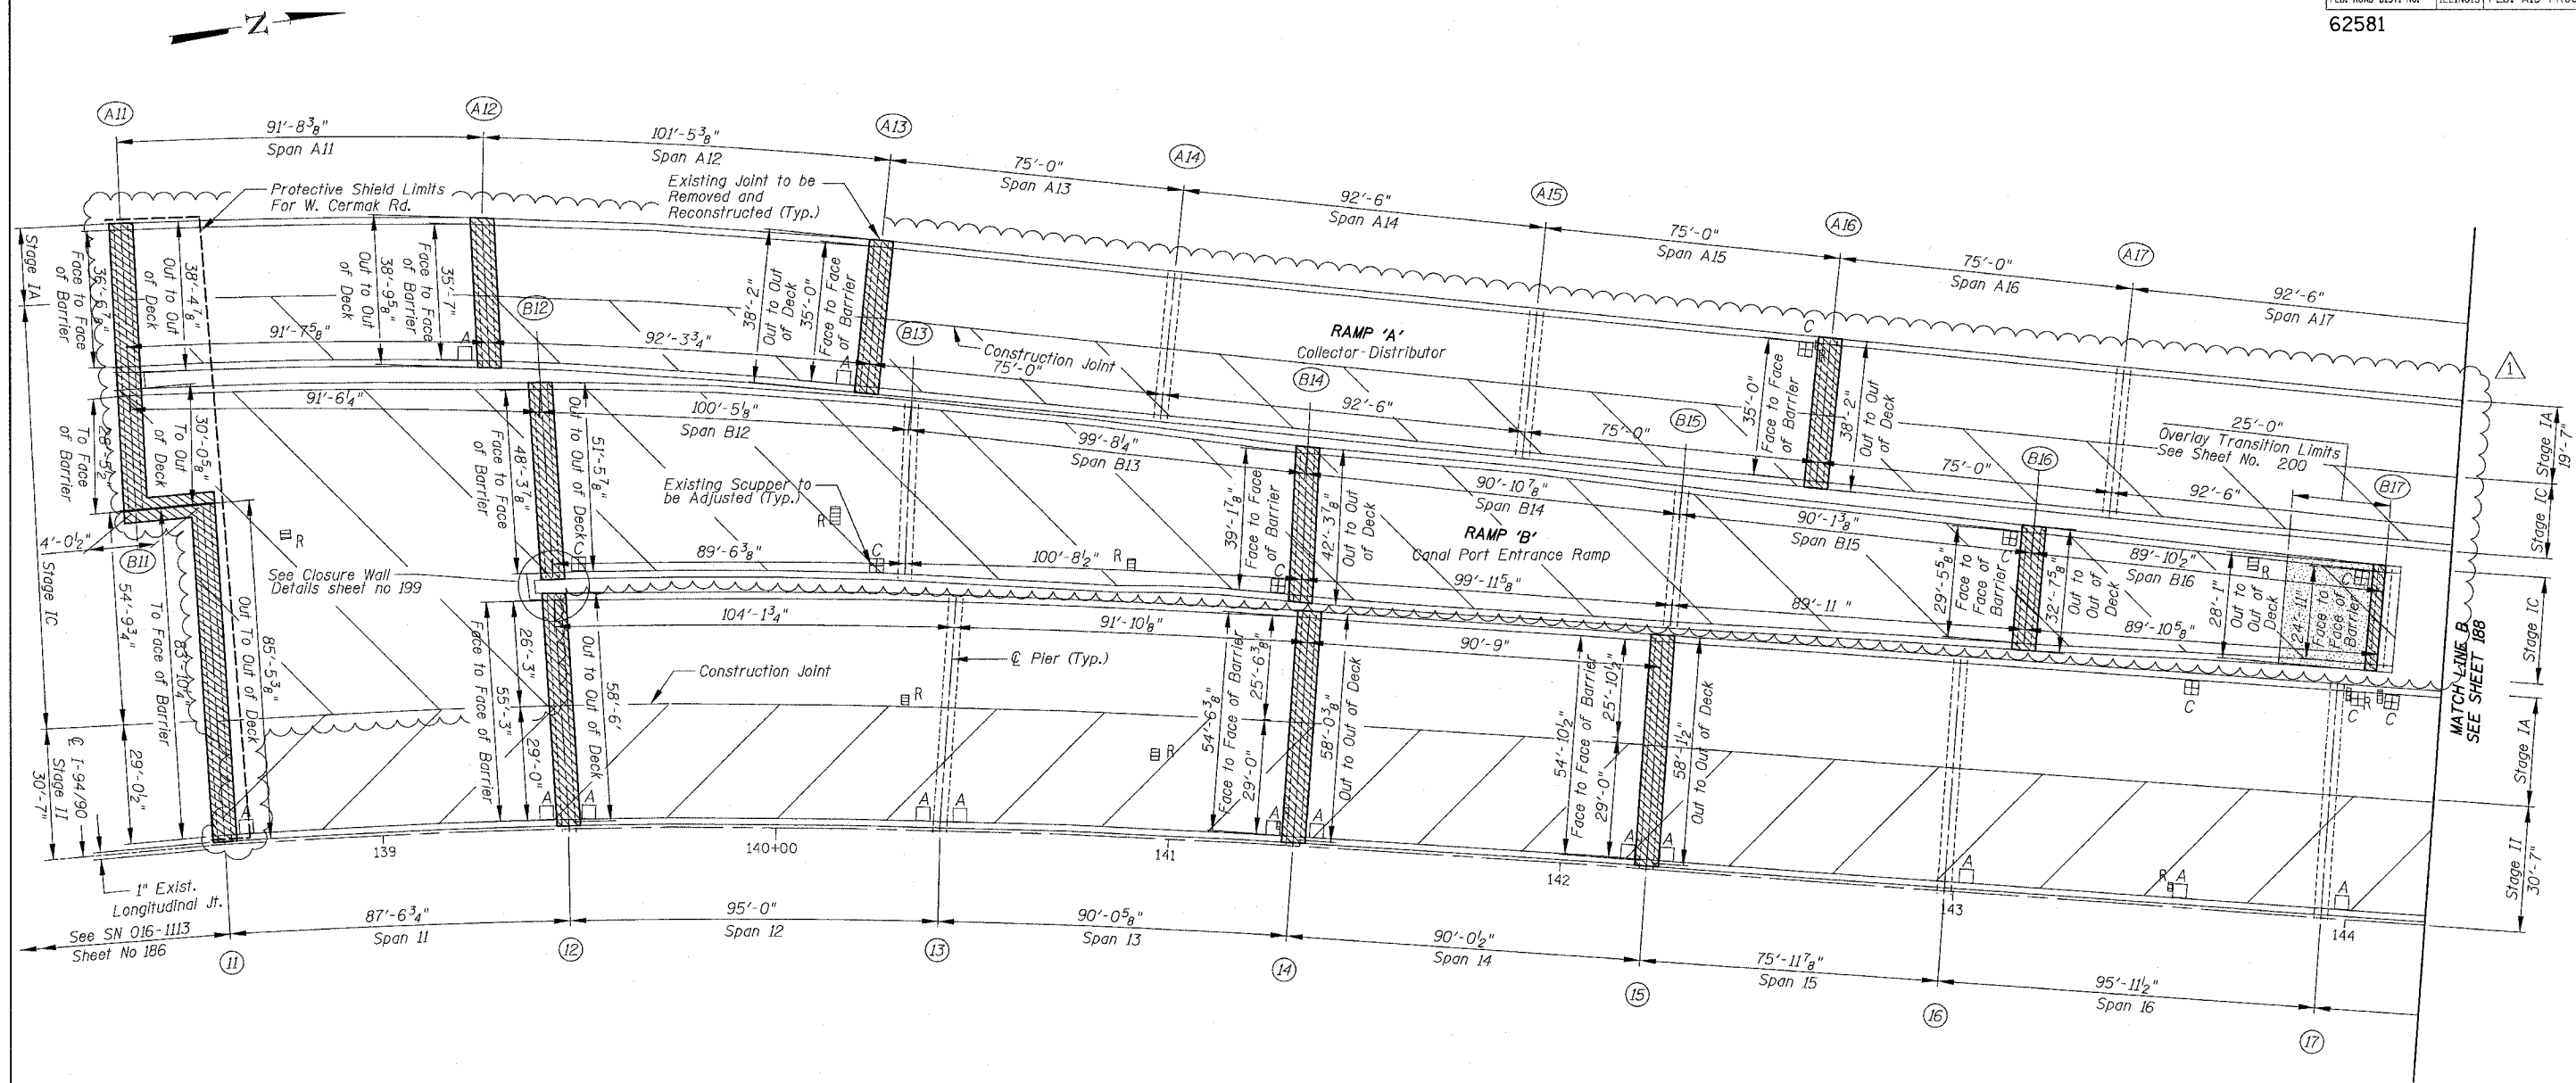 62581
N
A11
A12
A13
A14
A15
A16
A17
91'-8 3/8"
Span A11
101'-5 3/8"
Span A12
75'-0"
Span A13
92'-6"
Span A14
75'-0"
Span A15
75'-0"
Span A16
92'-6"
Span A17
Protective Shield Limits
For W. Cermak Rd.
Existing Joint to be
Removed and
Reconstructed (Typ.)
Stage IA
36'-6 7/8"
Face to Face
of Barrier
38'-4 7/8"
Out to Out
of Deck
38'-9 5/8"
Out to Out
of Deck
35'-7"
Face to Face
of Barrier
38'-2"
Out to Out
of Deck
35'-0"
Face to Face
of Barrier
91'-7 5/8"
A
B12
92'-3 3/4"
A
B13
Construction Joint
75'-0"
RAMP 'A'
Collector-Distributor
B14
92'-6"
75'-0"
B15
C
35'-0"
Face to Face
of Barrier
38'-2"
Out to Out
of Deck
75'-0"
B16
92'-6"
25'-0"
Overlay Transition Limits
See Sheet No. 200
B17
1
Stage IA
19'-7"
Stage IC
28'-5"
To Face
of Barrier
30'-0 5/8"
To Out
of Deck
91'-6 1/4"
48'-3 7/8"
Face to Face
of Barrier
51'-5 7/8"
Out to Out of Deck
100'-5 1/8"
Span B12
99'-8 1/4"
Span B13
90'-10 7/8"
Span B14
90'-1 3/8"
Span B15
89'-10 1/2"
Span B16
Existing Scupper to
be Adjusted (Typ.)
R
C
C
89'-6 3/8"
100'-8 1/2"
R
39'-1 7/8"
Face to Face
of Barrier
42'-3 7/8"
Out to Out
of Deck
C
RAMP 'B'
Canal Port Entrance Ramp
99'-11 5/8"
89'-11"
29'-5 5/8"
Face to
Face of
Barrier
C
32'-7 5/8"
Out to
Out of
Deck
R
28'-1"
Out to
Out of
Deck
24'-11"
Face to
Face of
Barrier
C
89'-10 5/8"
Stage IC
4'-0 1/2"
B11
R
See Closure Wall
Details sheet no 199
Stage IC
54'-9 3/4"
83'-10 1/4"
To Face of Barrier
85'-5 3/8"
Out To Out of Deck
104'-1 3/4"
91'-10 1/8"
90'-9"
Construction Joint
℄ Pier (Typ.)
26'-3"
55'-3"
Face to Face of Barrier
29'-0"
58'-6"
Out to Out of Deck
R
R
54'-6 3/8"
Face to Face of Barrier
25'-6 3/8"
29'-0"
58'-0 3/8"
Out to Out of Deck
54'-10 1/2"
Face to Face of Barrier
25'-10 1/2"
29'-0"
58'-1 1/2"
Out to Out of Deck
C
C
R
C
MATCH LINE B
SEE SHEET 188
Stage IA
Stage II
30'-7"
℄ I-94/90
Stage II
30'-7"
29'-0 1/2"
A
A
A
A
A
A
A
A
A
A
R
A
A
139
140+00
141
142
143
144
1" Exist.
Longitudinal Jt.
See SN 016-1113
Sheet No 186
87'-6 3/4"
Span 11
95'-0"
Span 12
90'-0 5/8"
Span 13
90'-0 1/2"
Span 14
75'-11 7/8"
Span 15
95'-11 1/2"
Span 16
11
12
13
14
15
16
17